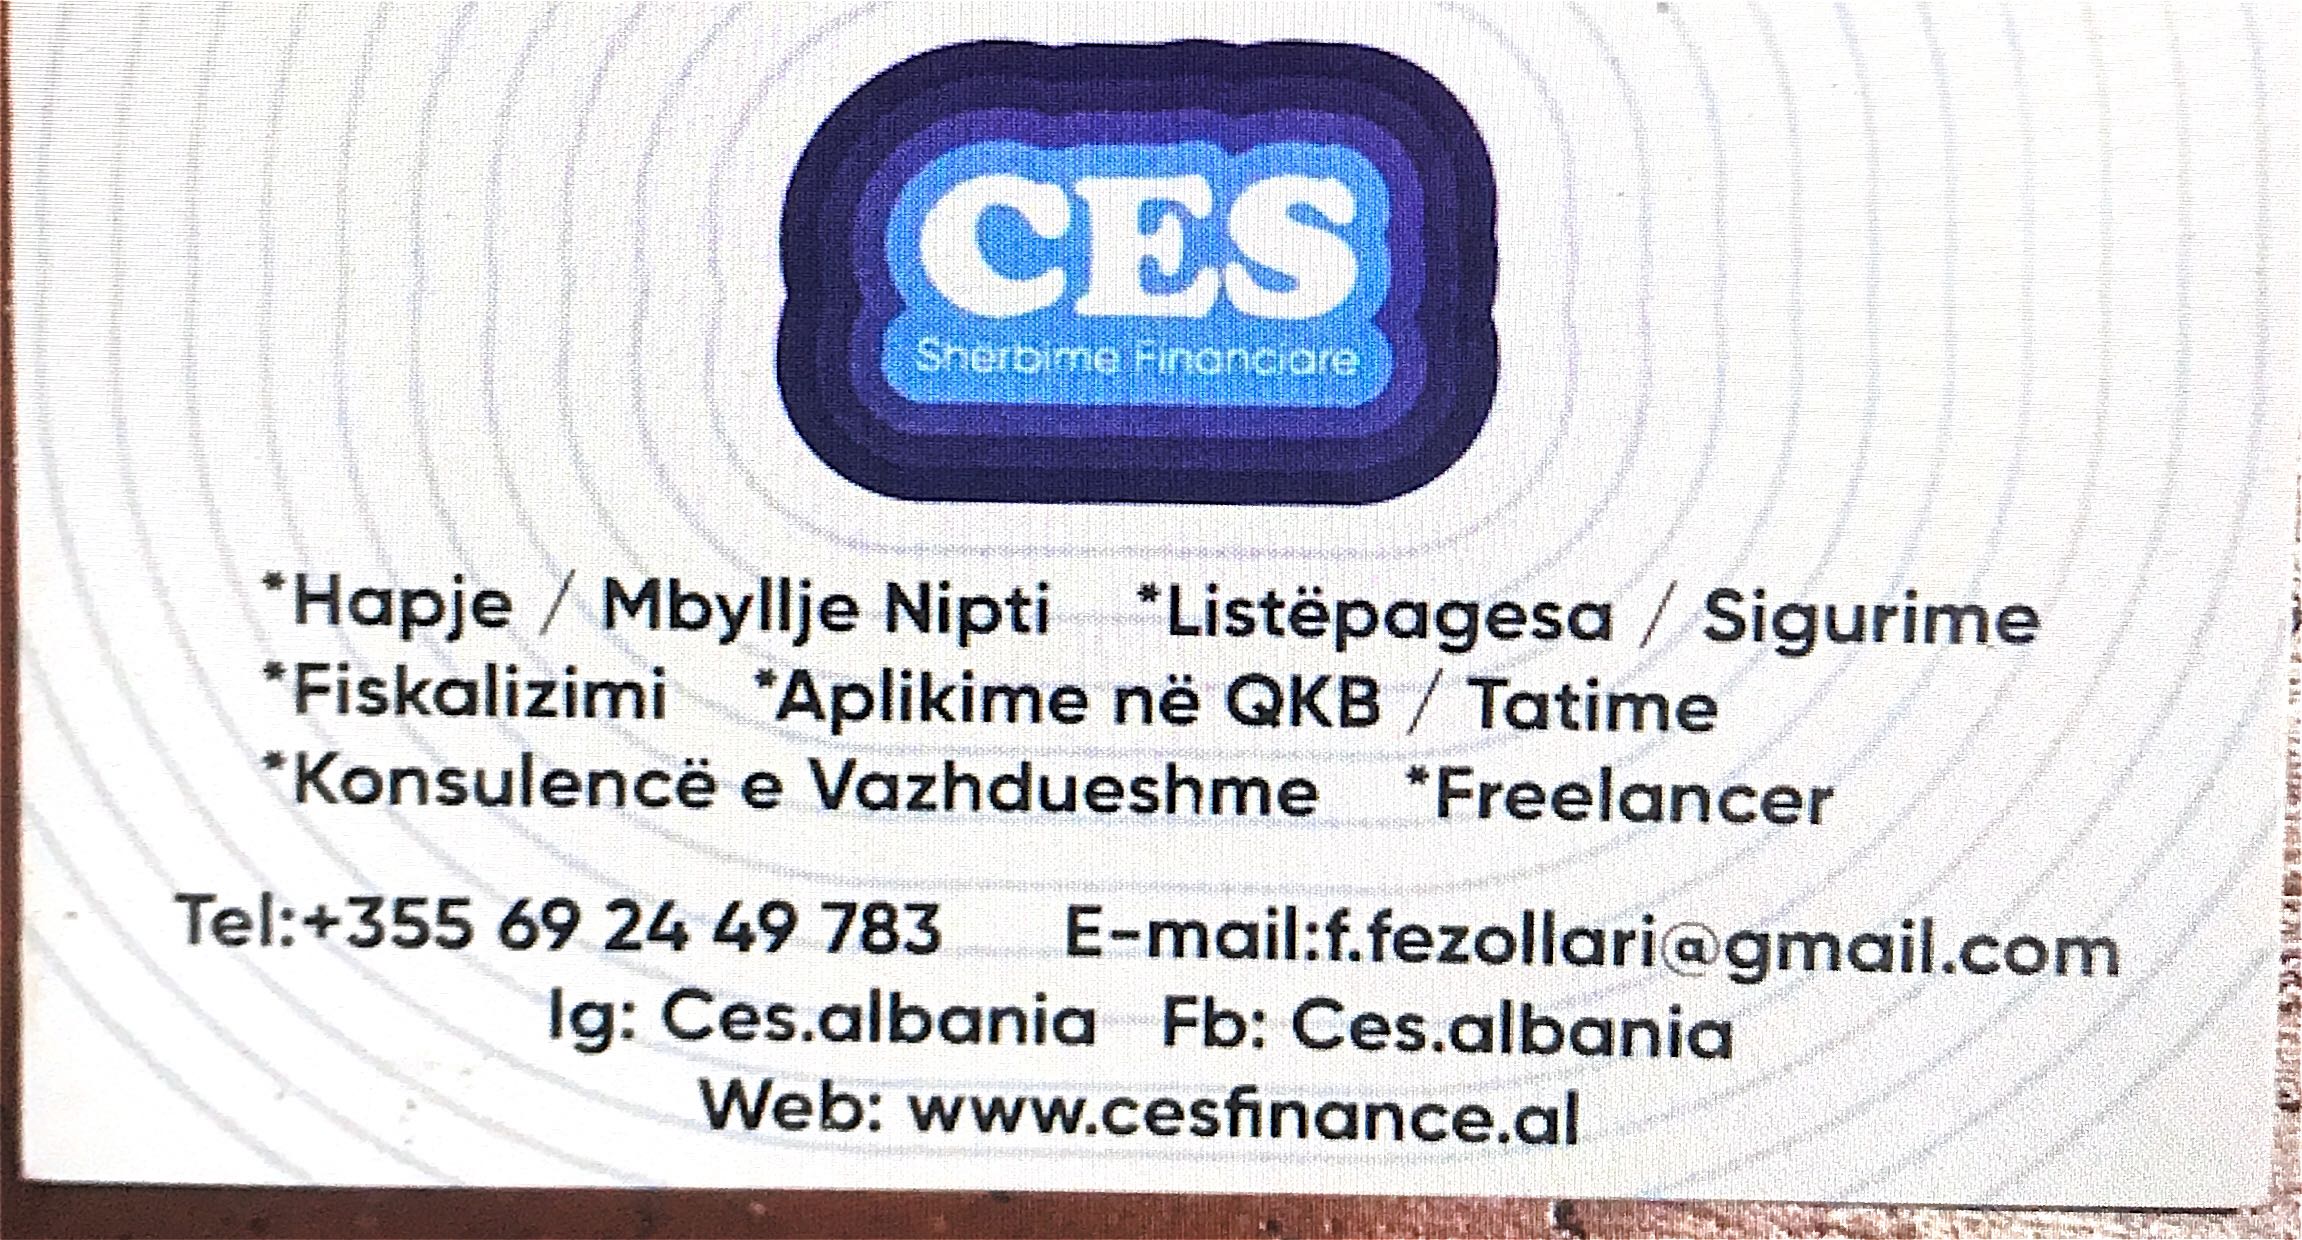 CES
Sherbime Financiare
*Hapje / Mbyllje Nipti *Listëpagesa / Sigurime
*Fiskalizimi *Aplikime në QKB / Tatime
*Konsulencë e Vazhdueshme *Freelancer
Tel:+355 69 24 49 783 E-mail:f.fezollari@gmail.com
Ig: Ces.albania Fb: Ces.albania
Web: www.cesfinance.al